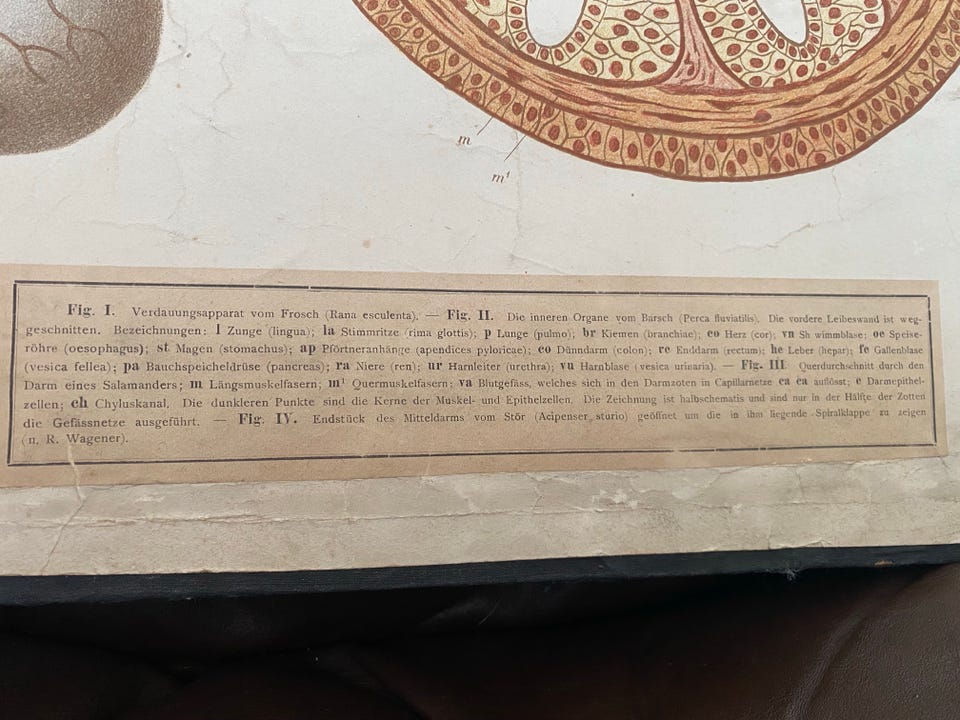 m
m¹
Fig. I. Verdauungsapparat vom Frosch (Rana esculenta). — Fig. II. Die inneren Organe vom Barsch (Perca fluviatilis). Die vordere Leibeswand ist weg-
geschnitten. Bezeichnungen: l Zunge (lingua); la Stimmritze (rima glottis); p Lunge (pulmo); br Kiemen (branchiae); co Herz (cor); vn Sh wimmblase; oe Speise-
röhre (oesophagus); st Magen (stomachus); ap Pförtneranhänge (apendices pyloricae); co Dünndarm (colon); re Enddarm (rectum); he Leber (hepar); fe Gallenblase
(vesica fellea); pa Bauchspeicheldrüse (pancreas); ra Niere (ren); ur Harnleiter (urethra); vu Harnblase (vesica urinaria). — Fig. III Querdurchschnitt durch den
Darm eines Salamanders; m Längsmuskelfasern; m¹ Quermuskelfasern; va Blutgefäss, welches sich in den Darmzoten in Capillarnetze ca ca auflösst; e Darmepithel-
zellen; ch Chyluskanal. Die dunkleren Punkte sind die Kerne der Muskel- und Epithelzellen. Die Zeichnung ist halbschematis und sind nur in der Hälfte der Zotten
die Gefässnetze ausgeführt. — Fig. IV. Endstück des Mitteldarms vom Stör (Acipenser sturio) geöffnet um die in ihm liegende Spiralklappe zu zeigen
(n. R. Wagener).